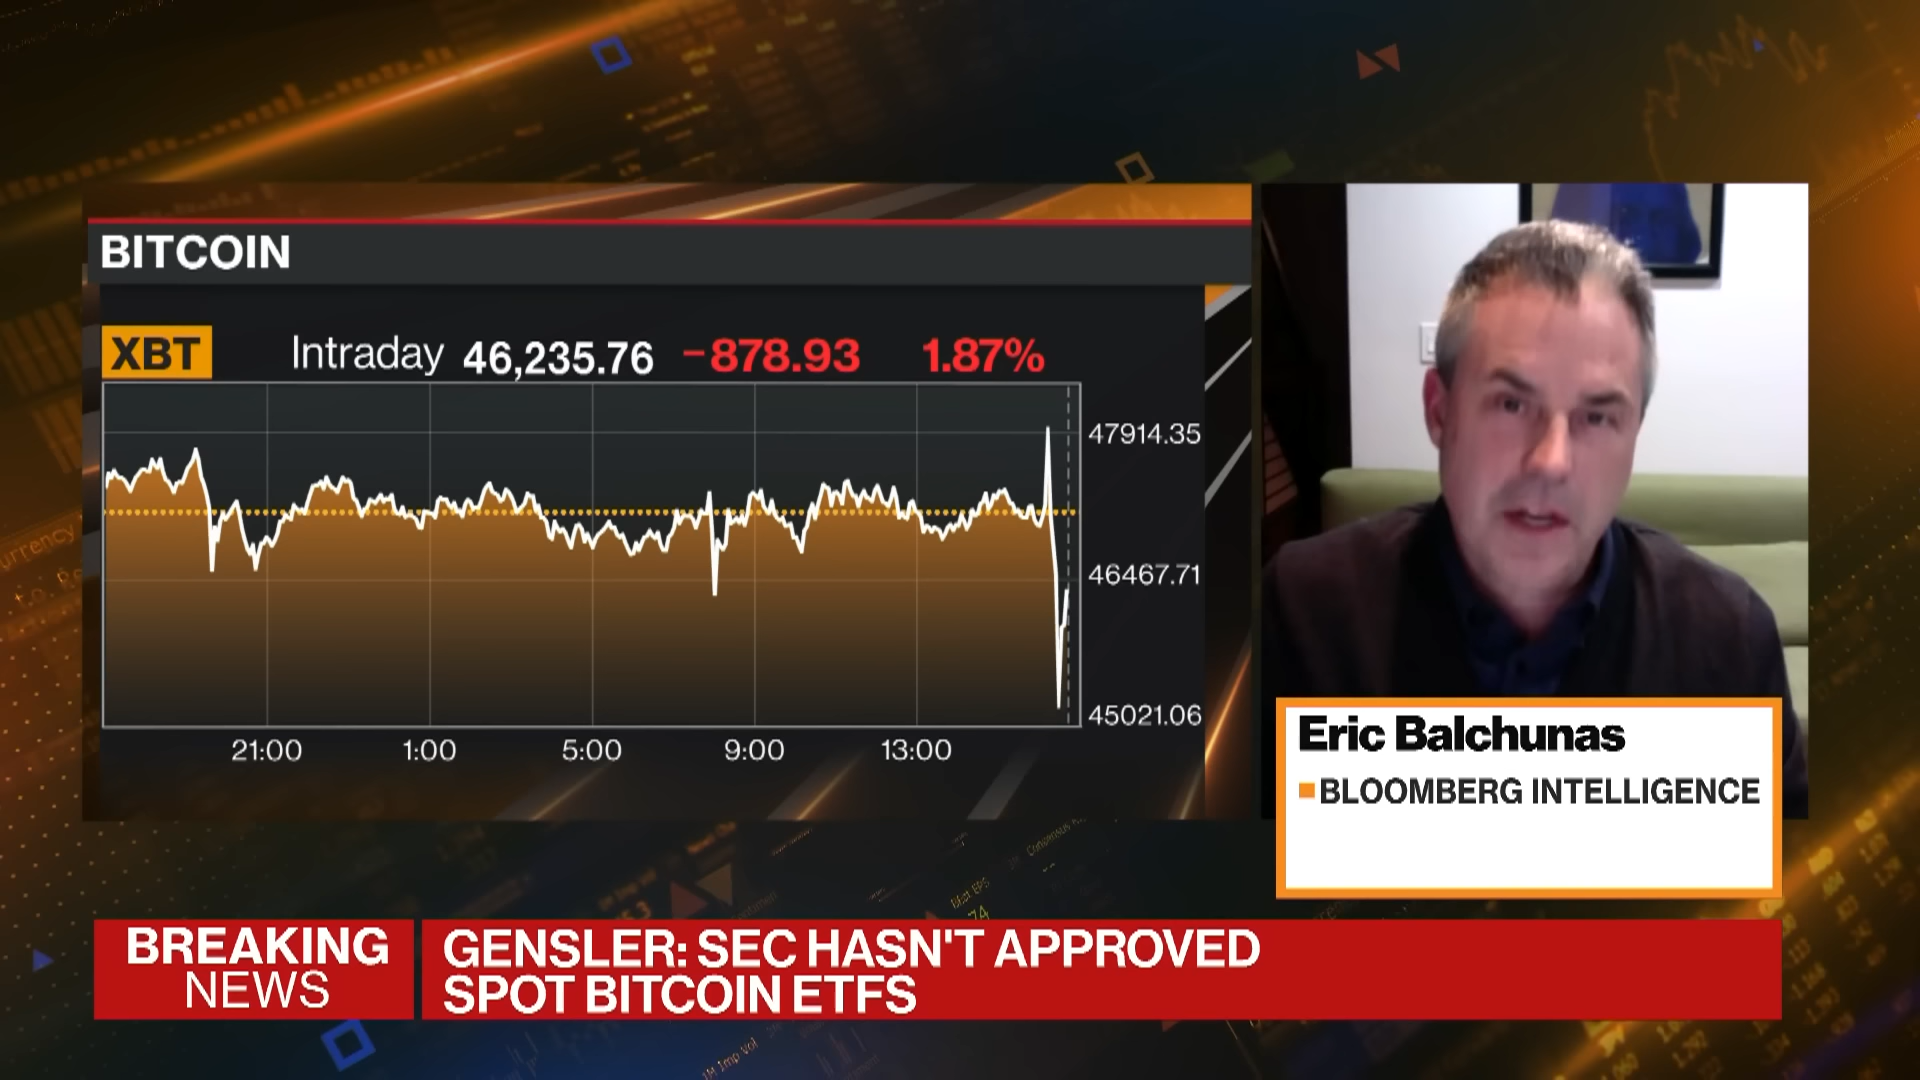 BITCOIN
XBT Intraday 46,235.76 -878.93 1.87%
47914.35
46467.71
45021.06
21:00 1:00 5:00 9:00 13:00
Eric Balchunas
BLOOMBERG INTELLIGENCE
BREAKING
NEWS
GENSLER: SEC HASN'T APPROVED
SPOT BITCOIN ETFS